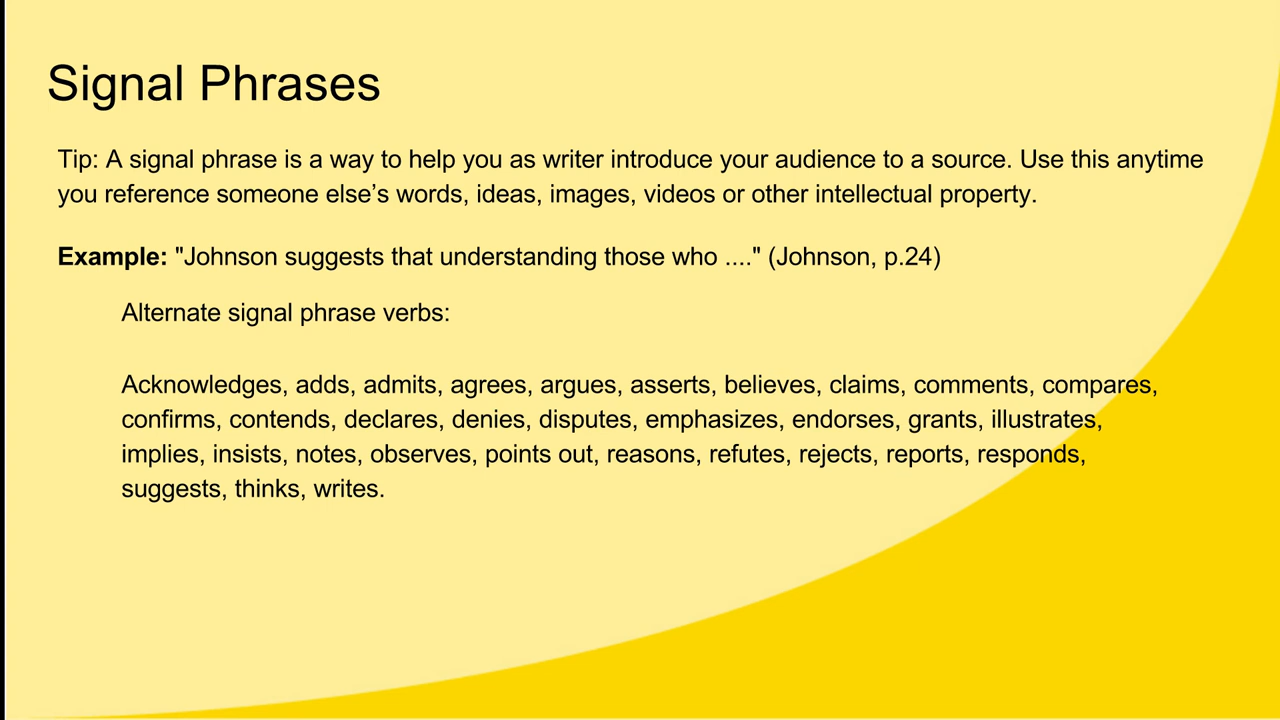 Signal Phrases
Tip: A signal phrase is a way to help you as writer introduce your audience to a source. Use this anytime
you reference someone else’s words, ideas, images, videos or other intellectual property.
Example: "Johnson suggests that understanding those who ...." (Johnson, p.24)
Alternate signal phrase verbs:
Acknowledges, adds, admits, agrees, argues, asserts, believes, claims, comments, compares,
confirms, contends, declares, denies, disputes, emphasizes, endorses, grants, illustrates,
implies, insists, notes, observes, points out, reasons, refutes, rejects, reports, responds,
suggests, thinks, writes.